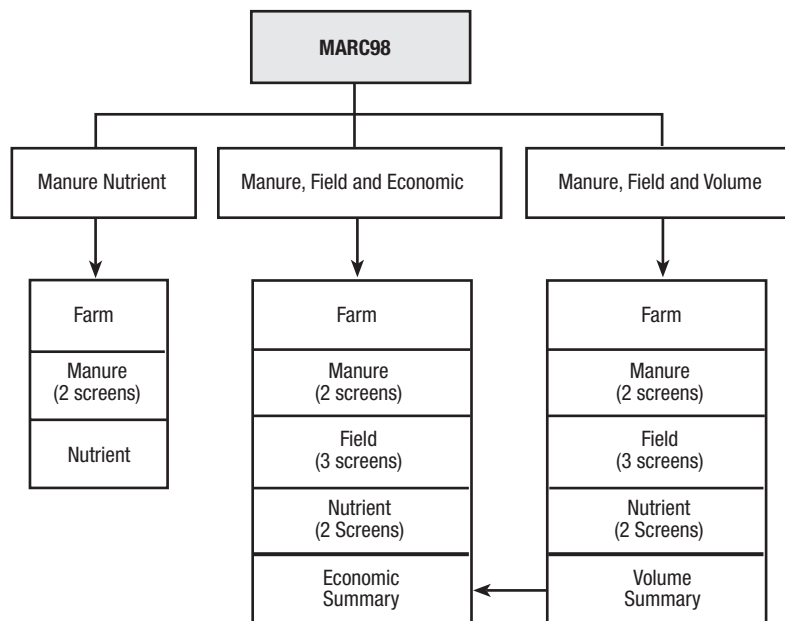 MARC98
Manure Nutrient
Manure, Field and Economic
Manure, Field and Volume
Farm
Manure
(2 screens)
Nutrient
Farm
Manure
(2 screens)
Field
(3 screens)
Nutrient
(2 Screens)
Economic
Summary
Farm
Manure
(2 screens)
Field
(3 screens)
Nutrient
(2 Screens)
Volume
Summary